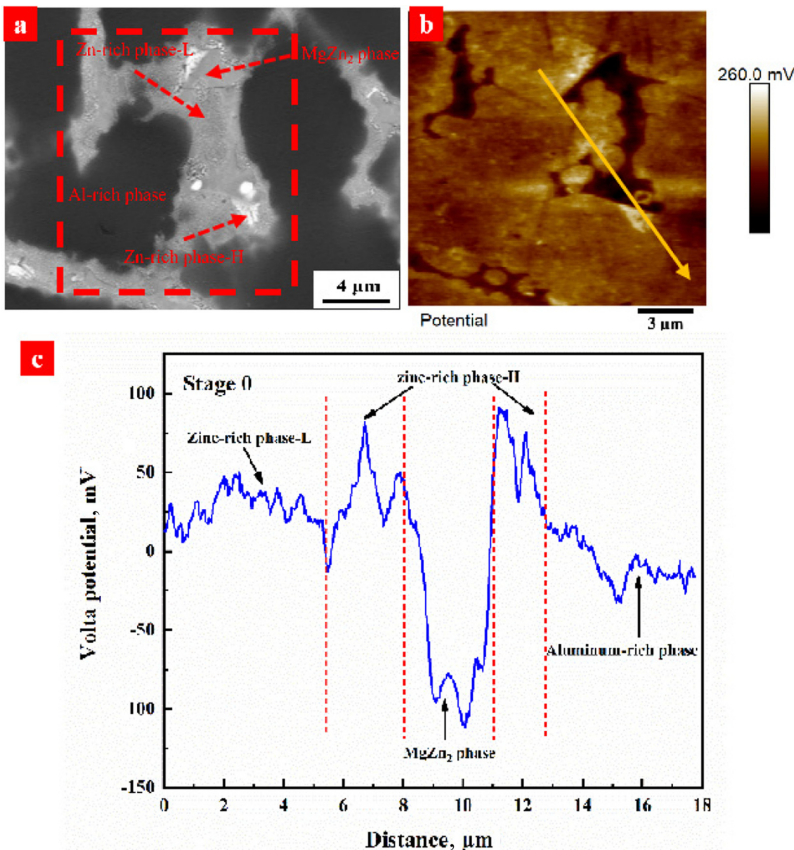 a
Zn-rich phase-L
MgZn₂ phase
Al-rich phase
Zn-rich phase-H
4 µm
b
260.0 mV
Potential
3 µm
c
Stage 0
zinc-rich phase-H
Zinc-rich phase-L
Aluminum-rich phase
MgZn₂ phase
Volta potential, mV
100
50
0
-50
-100
-150
0 2 4 6 8 10 12 14 16 18
Distance, µm